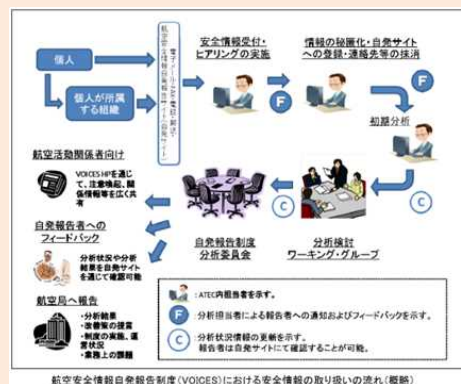 個人
個人が所属
する組織
安全情報受付・
ヒアリングの実施
情報の秘匿化・自発サイト
への登録・連絡先等の抹消
F
F
初期分析
C
C
航空活動関係者向け
VOICES HPを通じ
て、注意喚起、関
係情報等を広く共
有
自発報告者への
フィードバック
分析状況や分析
結果を自発サイト
を通じて確認可能
航空局へ報告
・分析結果
・改善策の提言
・制度の実施、運
営状況
・業務上の課題
自発報告制度
分析委員会
分析検討
ワーキング・グループ
:ATEC内担当者を示す。
F
:分析担当者による報告者への通知およびフィードバックを示す。
C
:分析状況情報の更新を示す。
報告者は自発サイトにて確認することが可能。
航空安全情報自発報告制度(VOICES)における安全情報の取り扱いの流れ(概略)